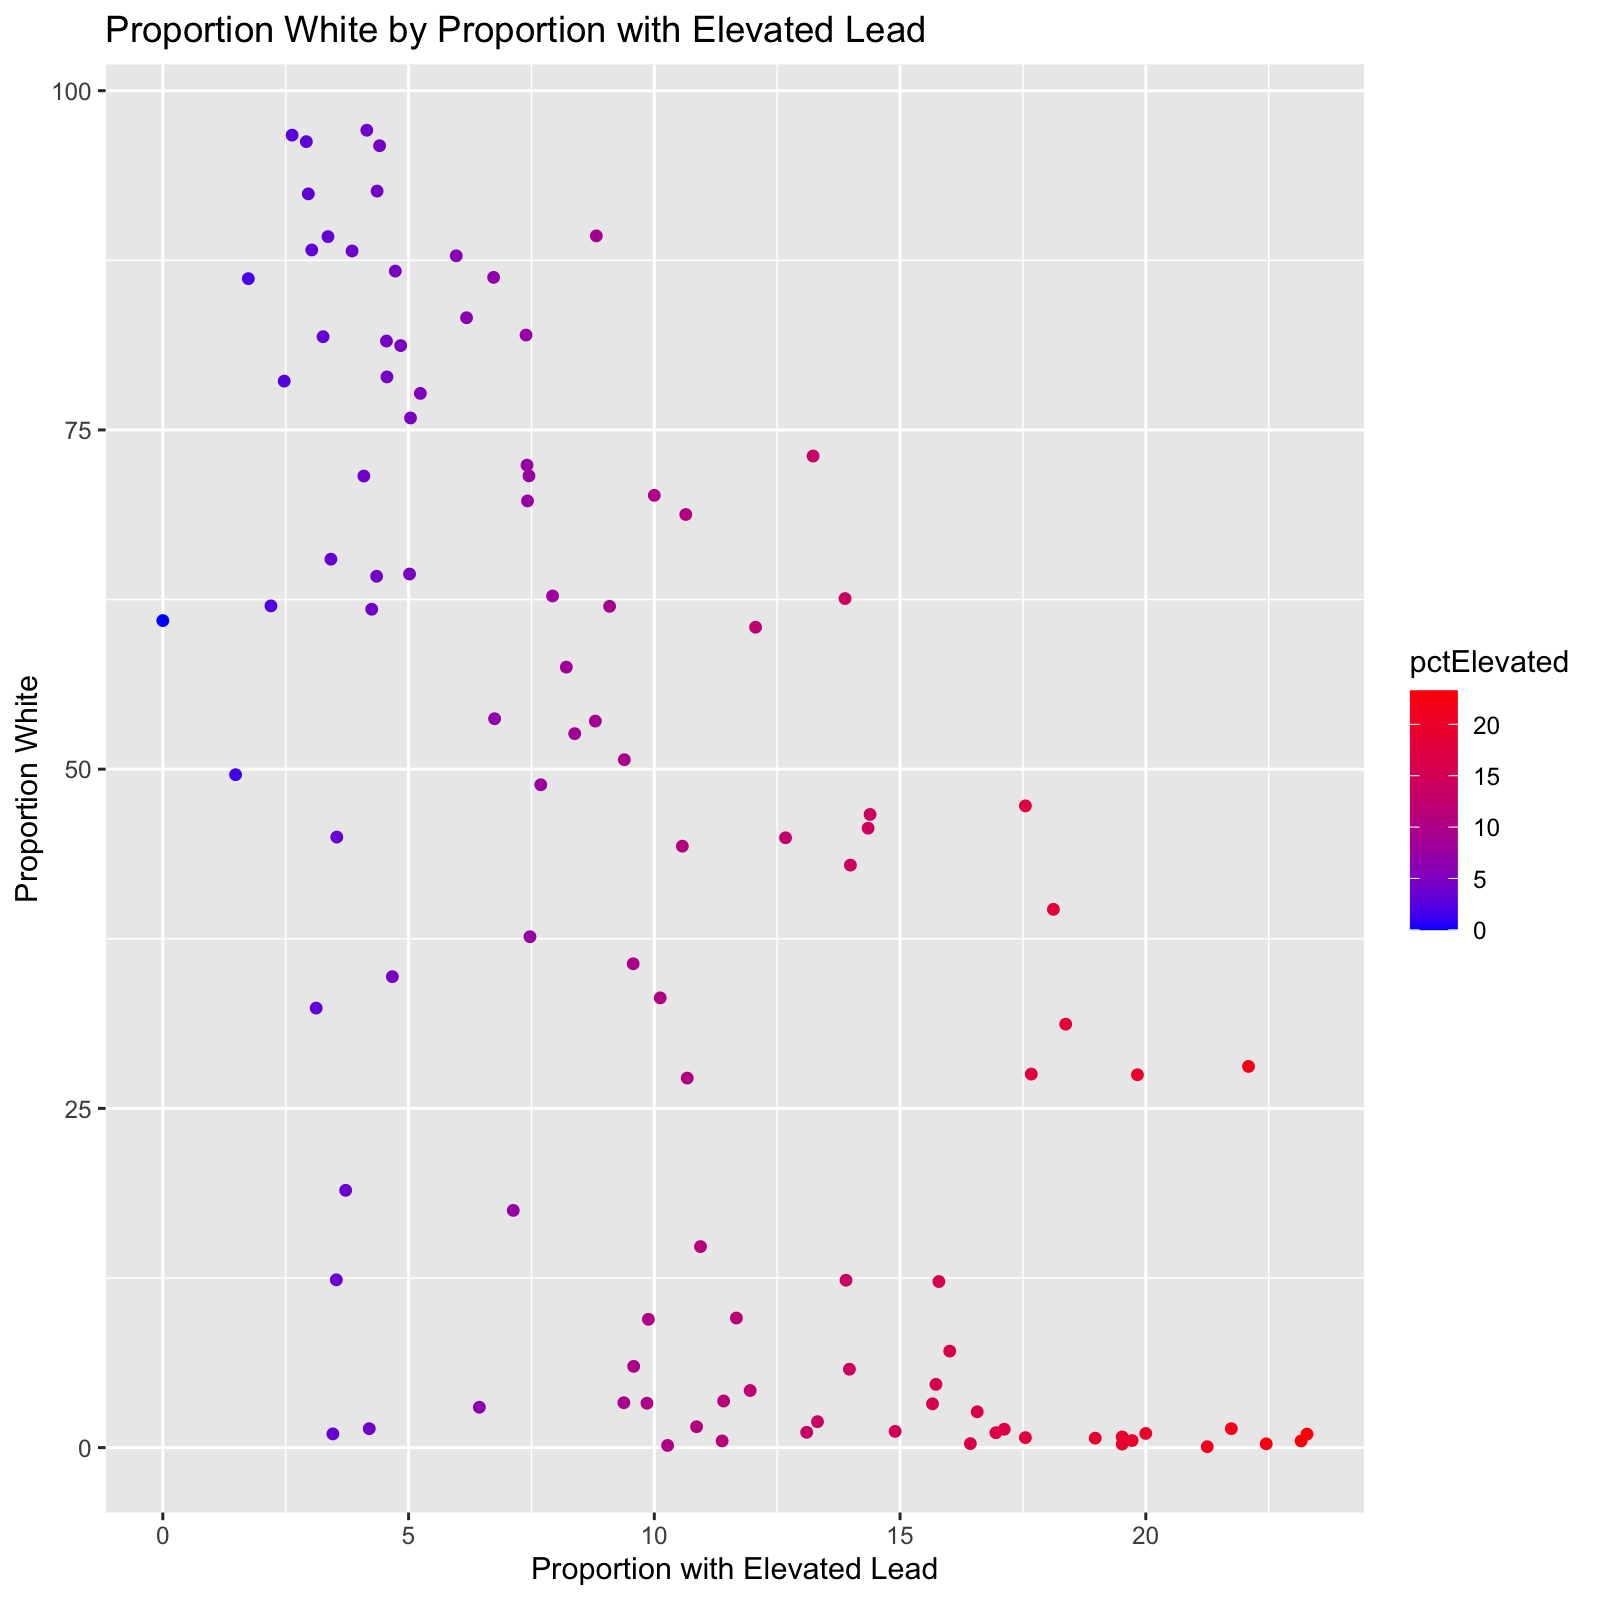 Proportion White by Proportion with Elevated Lead
Proportion White
100
75
50
25
0
0 5 10 15 20
Proportion with Elevated Lead
pctElevated
20
15
10
5
0